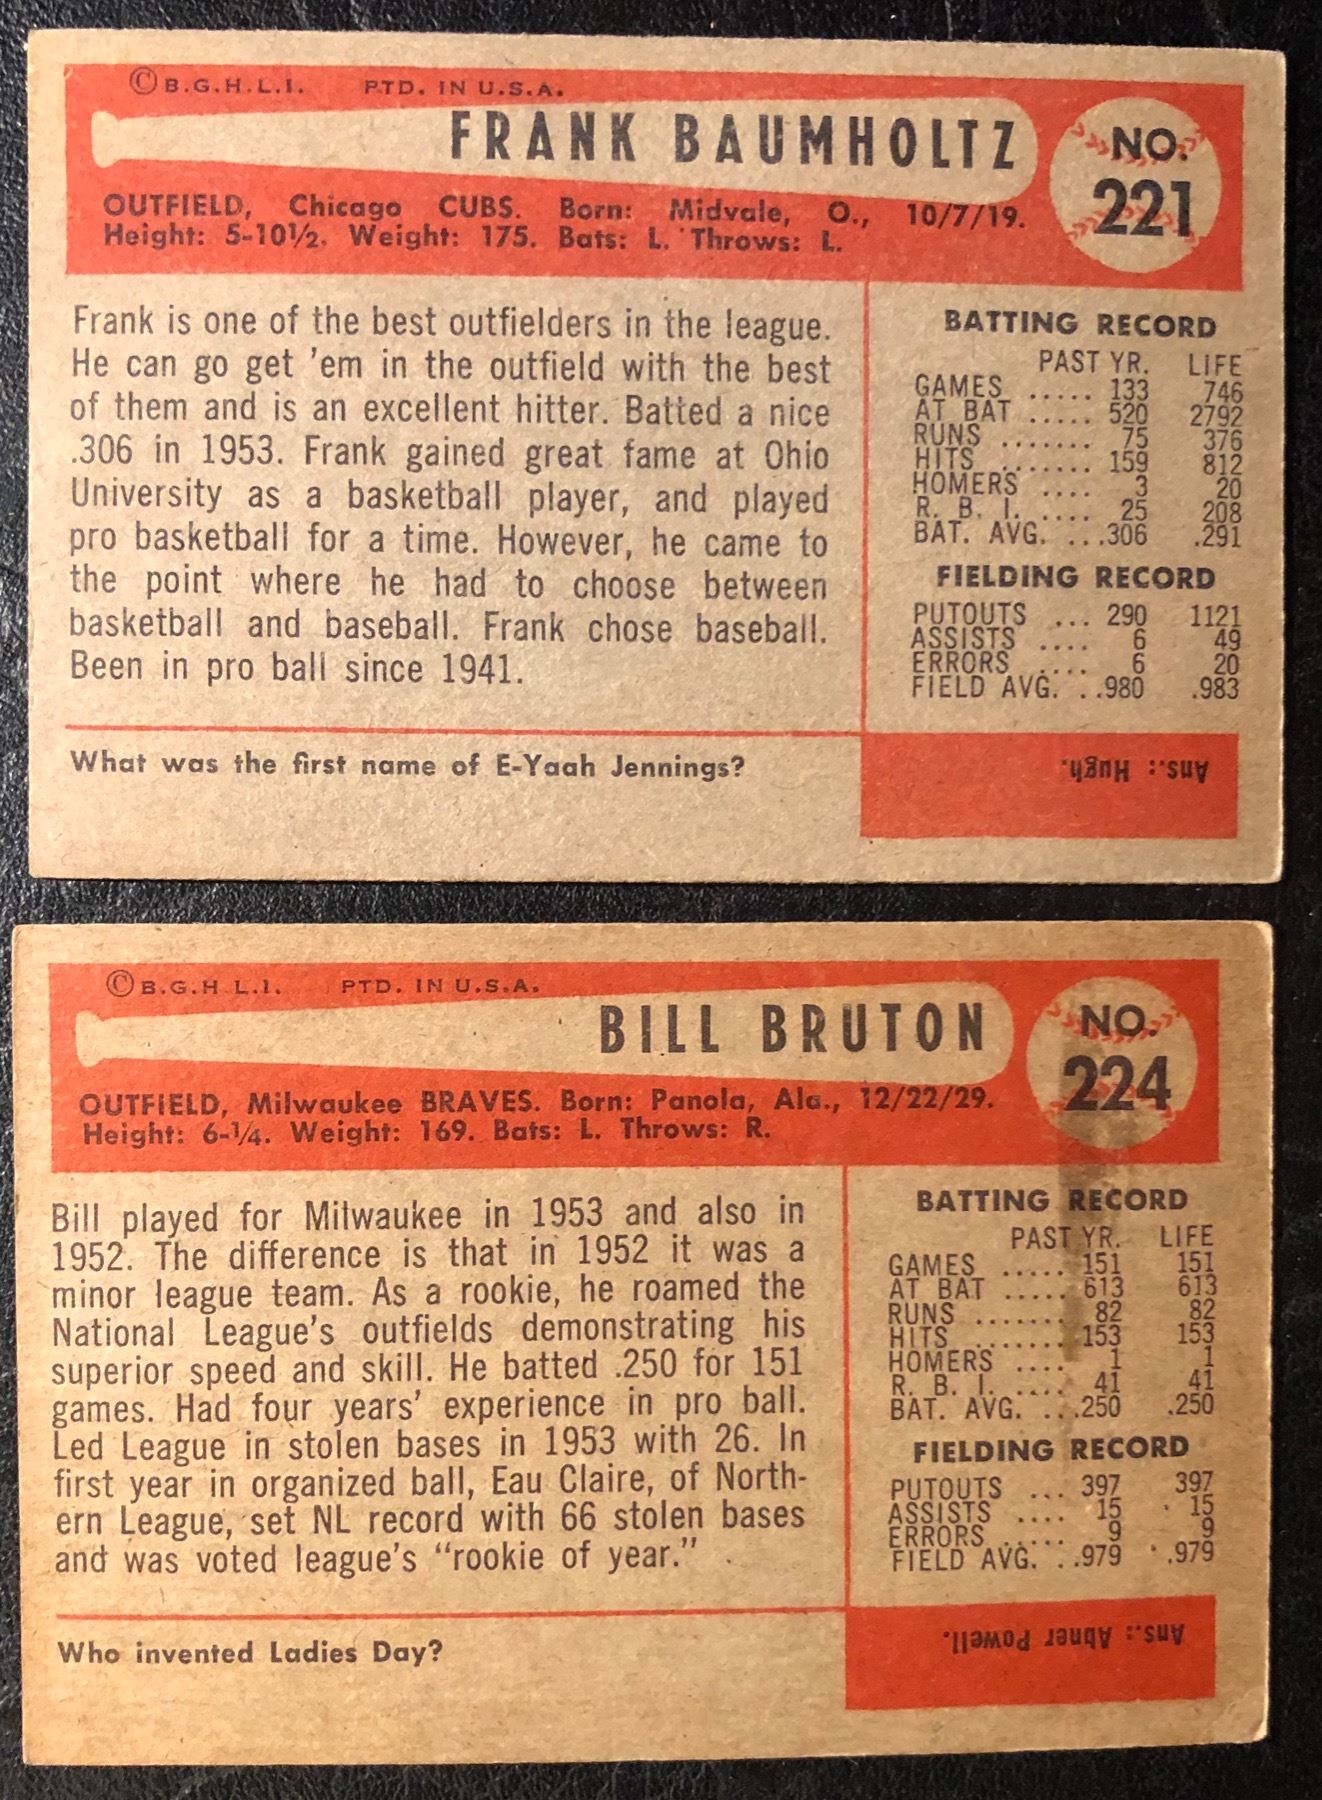 ©B.G.H.L.I. PTD. IN U.S.A.
FRANK BAUMHOLTZ
NO. 221
OUTFIELD, Chicago CUBS. Born: Midvale, O., 10/7/19.
Height: 5-10½. Weight: 175. Bats: L. Throws: L.
Frank is one of the best outfielders in the league.
He can go get 'em in the outfield with the best
of them and is an excellent hitter. Batted a nice
.306 in 1953. Frank gained great fame at Ohio
University as a basketball player, and played
pro basketball for a time. However, he came to
the point where he had to choose between
basketball and baseball. Frank chose baseball.
Been in pro ball since 1941.
BATTING RECORD
PAST YR. LIFE
GAMES ..... 133 746
AT BAT ..... 520 2792
RUNS ....... 75 376
HITS ........ 159 812
HOMERS .... 3 20
R. B. I. ..... 25 208
BAT. AVG. ...306 .291
FIELDING RECORD
PUTOUTS ... 290 1121
ASSISTS .... 6 49
ERRORS ..... 6 20
FIELD AVG. ..980 .983
What was the first name of E-Yaah Jennings?
Ans.: Hugh.
©B.G.H.L.I. PTD. IN U.S.A.
BILL BRUTON
NO. 224
OUTFIELD, Milwaukee BRAVES. Born: Panola, Ala., 12/22/29.
Height: 6-¼. Weight: 169. Bats: L. Throws: R.
Bill played for Milwaukee in 1953 and also in
1952. The difference is that in 1952 it was a
minor league team. As a rookie, he roamed the
National League's outfields demonstrating his
superior speed and skill. He batted .250 for 151
games. Had four years' experience in pro ball.
Led League in stolen bases in 1953 with 26. In
first year in organized ball, Eau Claire, of North-
ern League, set NL record with 66 stolen bases
and was voted league's "rookie of year."
BATTING RECORD
PAST YR. LIFE
GAMES ..... 151 151
AT BAT ..... 613 613
RUNS ....... 82 82
HITS ........ 153 153
HOMERS .... 1 1
R. B. I. ..... 41 41
BAT. AVG. ...250 .250
FIELDING RECORD
PUTOUTS ... 397 397
ASSISTS .... 15 15
ERRORS ..... 9 9
FIELD AVG. ..979 .979
Who invented Ladies Day?
Ans.: Abner Powell.